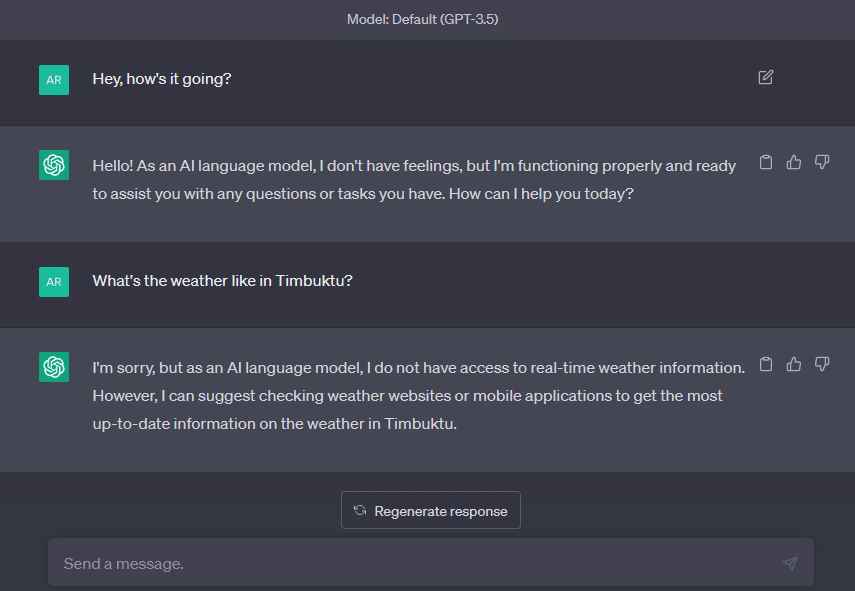 Model: Default (GPT-3.5)
AR
Hey, how's it going?
Hello! As an AI language model, I don't have feelings, but I'm functioning properly and ready
to assist you with any questions or tasks you have. How can I help you today?
AR
What's the weather like in Timbuktu?
I'm sorry, but as an AI language model, I do not have access to real-time weather information.
However, I can suggest checking weather websites or mobile applications to get the most
up-to-date information on the weather in Timbuktu.
Regenerate response
Send a message.